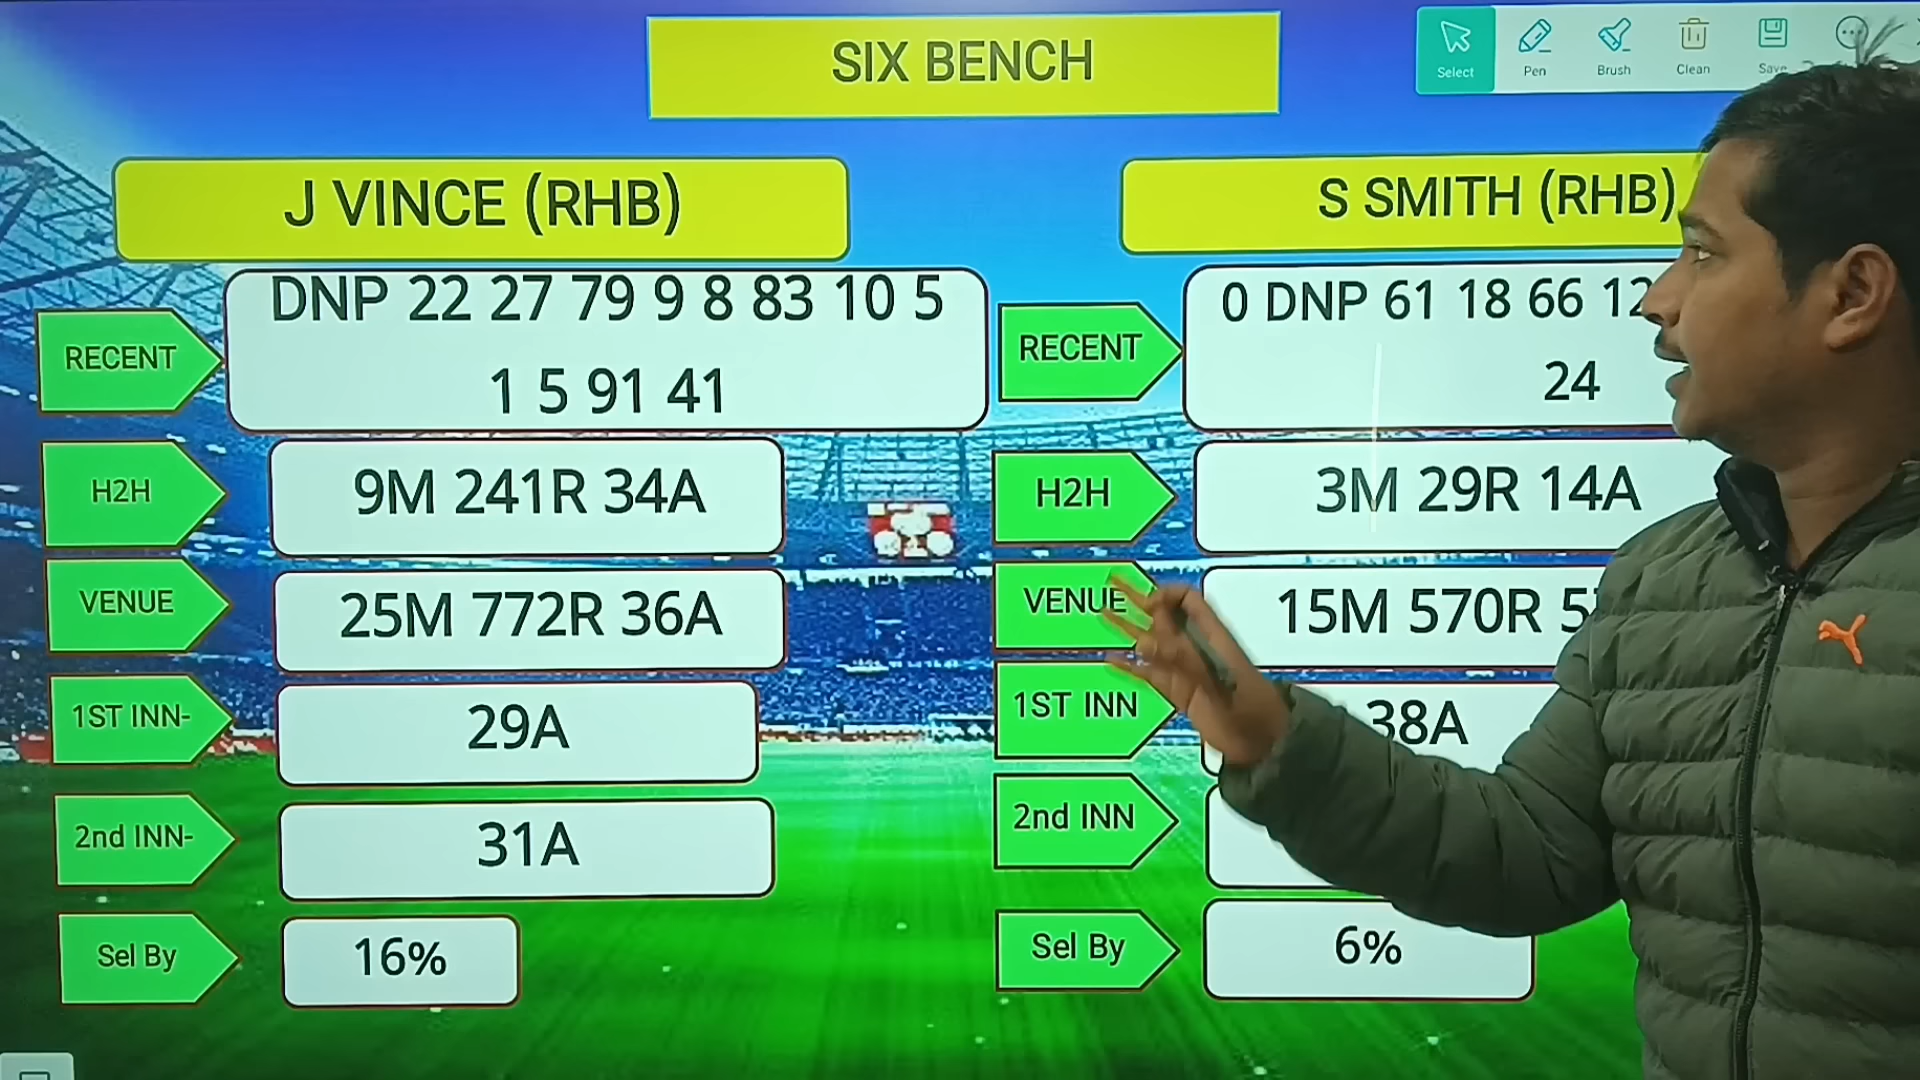 SIX BENCH
Select
Pen
Brush
Clean
Save
J VINCE (RHB)
RECENT
DNP 22 27 79 9 8 83 10 5
1 5 91 41
H2H
9M 241R 34A
VENUE
25M 772R 36A
1ST INN-
29A
2nd INN-
31A
Sel By
16%
S SMITH (RHB)
RECENT
0 DNP 61 18 66 12
24
H2H
3M 29R 14A
VENUE
15M 570R
1ST INN
38A
2nd INN
Sel By
6%